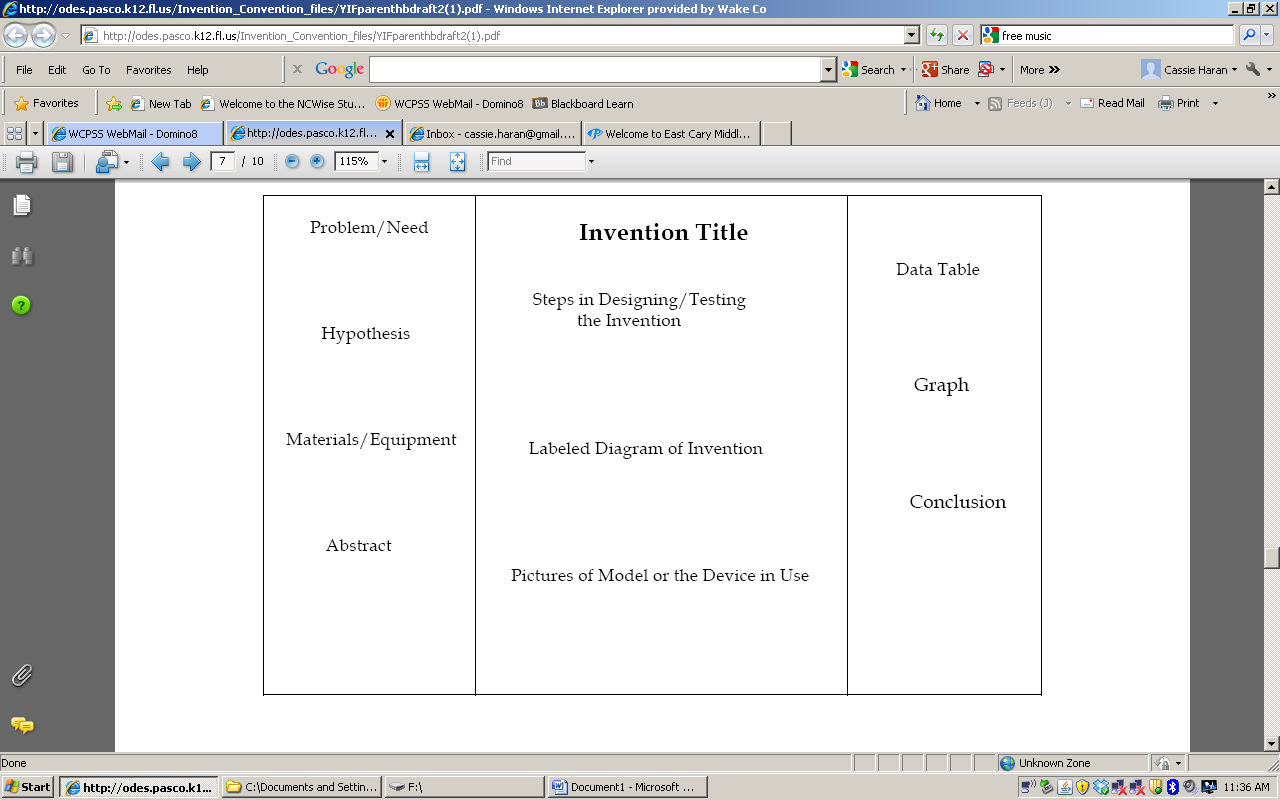 http://odes.pasco.k12.fl.us/Invention_Convention_files/YIFparenthbdraft2(1).pdf - Windows Internet Explorer provided by Wake Co
http://odes.pasco.k12.fl.us/Invention_Convention_files/YIFparenthbdraft2(1).pdf
free music
File Edit Go To Favorites Help
x Google
Search Share More »
Cassie Haran
Favorites New Tab Welcome to the NCWise Stu... WCPSS WebMail - Domino8 Bb Blackboard Learn
Home Feeds (J) Read Mail Print »
WCPSS WebMail - Domino8 http://odes.pasco.k12.fl... x Inbox - cassie.haran@gmail.... Welcome to East Cary Middl...
7 / 10 115% Find
Problem/Need
Hypothesis
Materials/Equipment
Abstract
Invention Title
Steps in Designing/Testing
the Invention
Labeled Diagram of Invention
Pictures of Model or the Device in Use
Data Table
Graph
Conclusion
Done Unknown Zone
Start http://odes.pasco.k1... C:\Documents and Settin... F:\ Document1 - Microsoft ... 11:36 AM